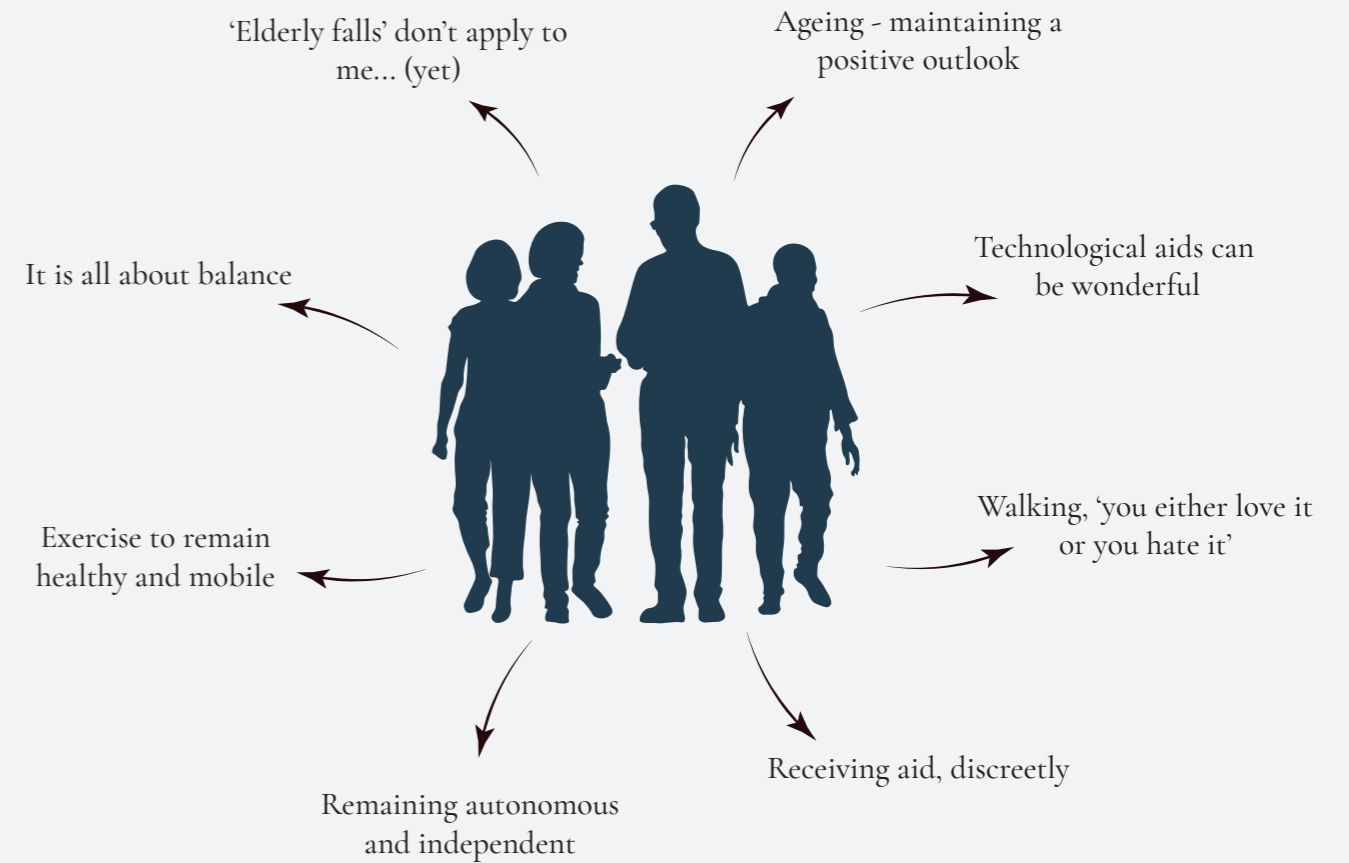 ‘Elderly falls’ don’t apply to
me... (yet)
Ageing - maintaining a
positive outlook
It is all about balance
Technological aids can
be wonderful
Exercise to remain
healthy and mobile
Walking, ‘you either love it
or you hate it’
Remaining autonomous
and independent
Receiving aid, discreetly